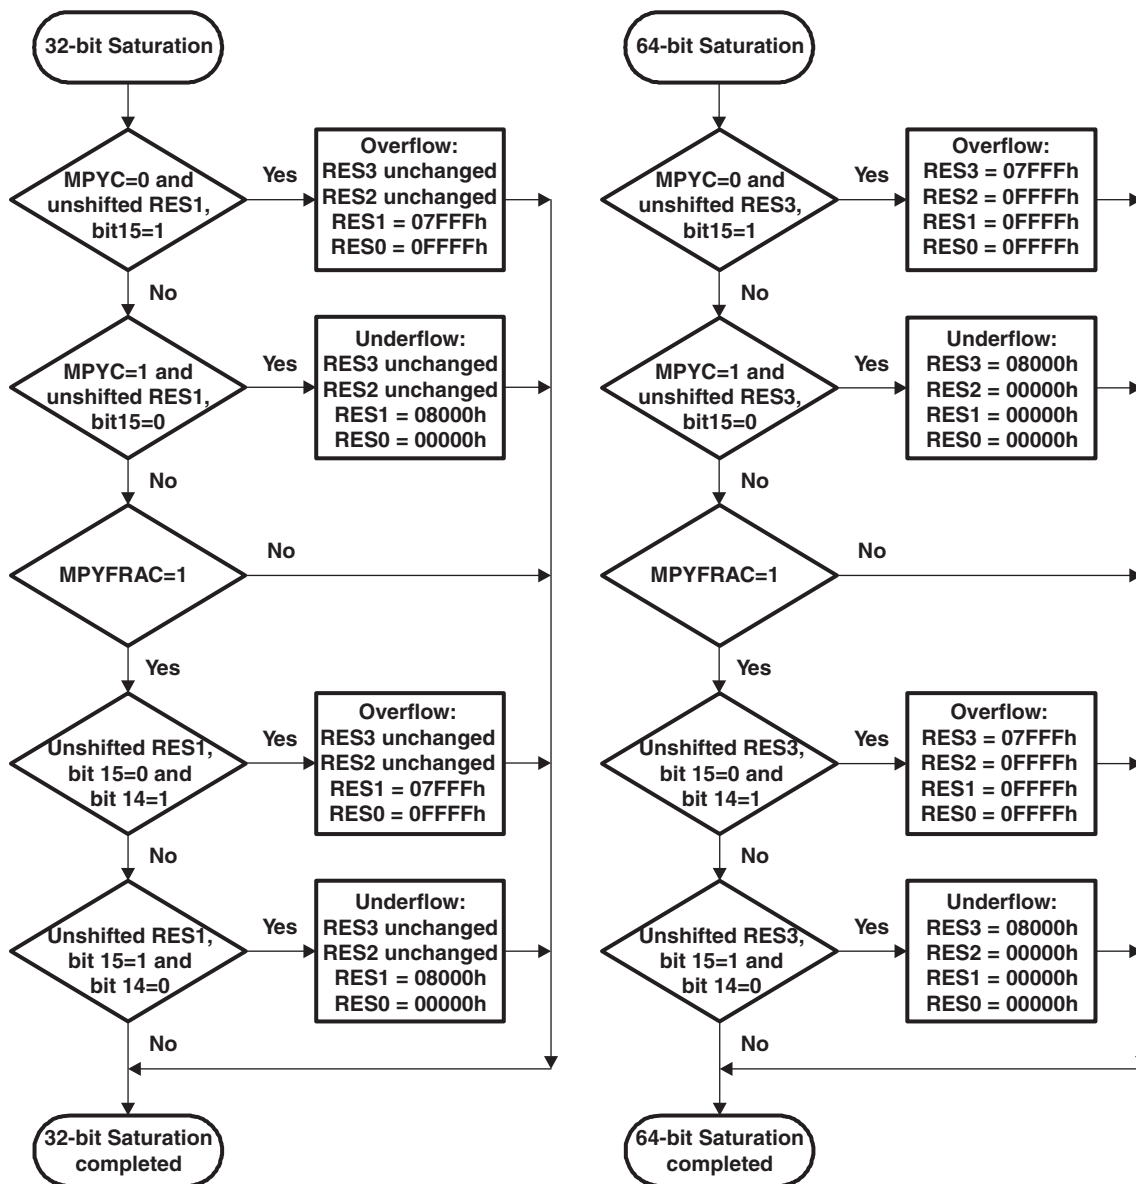 32-bit Saturation
MPYC=0 and
unshifted RES1,
bit15=1
Yes
Overflow:
RES3 unchanged
RES2 unchanged
RES1 = 07FFFh
RES0 = 0FFFFh
No
MPYC=1 and
unshifted RES1,
bit15=0
Yes
Underflow:
RES3 unchanged
RES2 unchanged
RES1 = 08000h
RES0 = 00000h
No
MPYFRAC=1
No
Yes
Unshifted RES1,
bit 15=0 and
bit 14=1
Yes
Overflow:
RES3 unchanged
RES2 unchanged
RES1 = 07FFFh
RES0 = 0FFFFh
No
Unshifted RES1,
bit 15=1 and
bit 14=0
Yes
Underflow:
RES3 unchanged
RES2 unchanged
RES1 = 08000h
RES0 = 00000h
No
32-bit Saturation
completed
64-bit Saturation
MPYC=0 and
unshifted RES3,
bit15=1
Yes
Overflow:
RES3 = 07FFFh
RES2 = 0FFFFh
RES1 = 0FFFFh
RES0 = 0FFFFh
No
MPYC=1 and
unshifted RES3,
bit15=0
Yes
Underflow:
RES3 = 08000h
RES2 = 00000h
RES1 = 00000h
RES0 = 00000h
No
MPYFRAC=1
No
Yes
Unshifted RES3,
bit 15=0 and
bit 14=1
Yes
Overflow:
RES3 = 07FFFh
RES2 = 0FFFFh
RES1 = 0FFFFh
RES0 = 0FFFFh
No
Unshifted RES3,
bit 15=1 and
bit 14=0
Yes
Underflow:
RES3 = 08000h
RES2 = 00000h
RES1 = 00000h
RES0 = 00000h
No
64-bit Saturation
completed